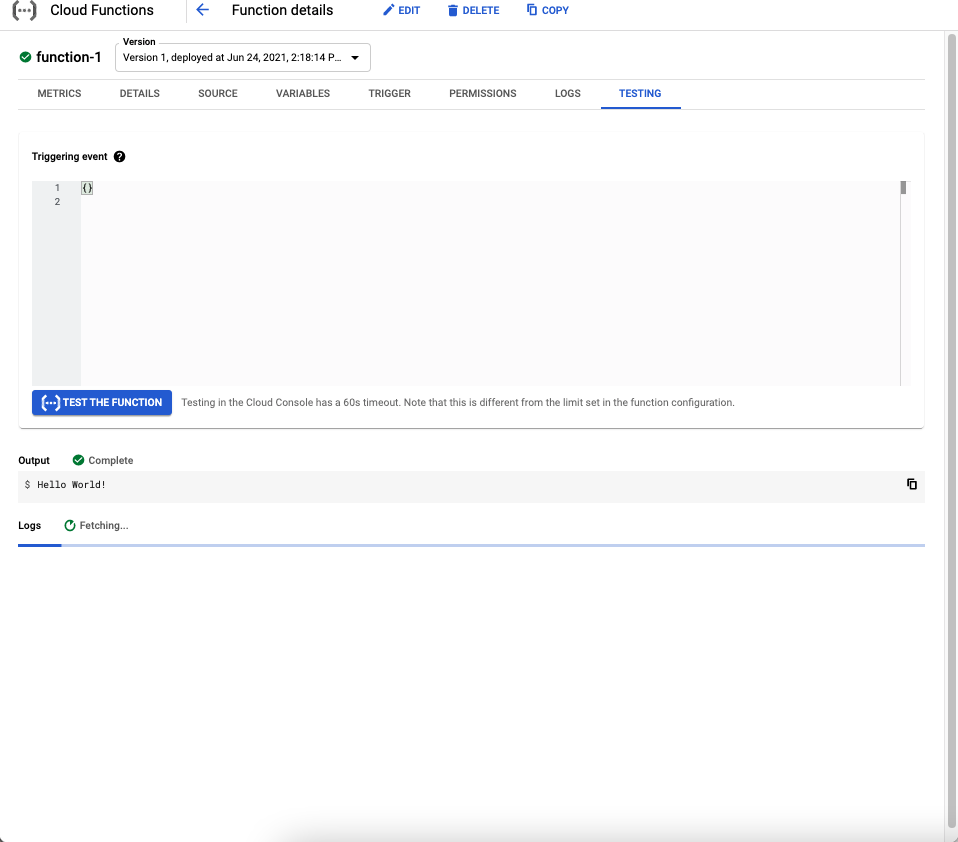 Cloud Functions Function details EDIT DELETE COPY
function-1
Version
Version 1, deployed at Jun 24, 2021, 2:18:14 P...
METRICS DETAILS SOURCE VARIABLES TRIGGER PERMISSIONS LOGS TESTING
Triggering event ?
1 {}
2
TEST THE FUNCTION Testing in the Cloud Console has a 60s timeout. Note that this is different from the limit set in the function configuration.
Output Complete
$ Hello World!
Logs Fetching...